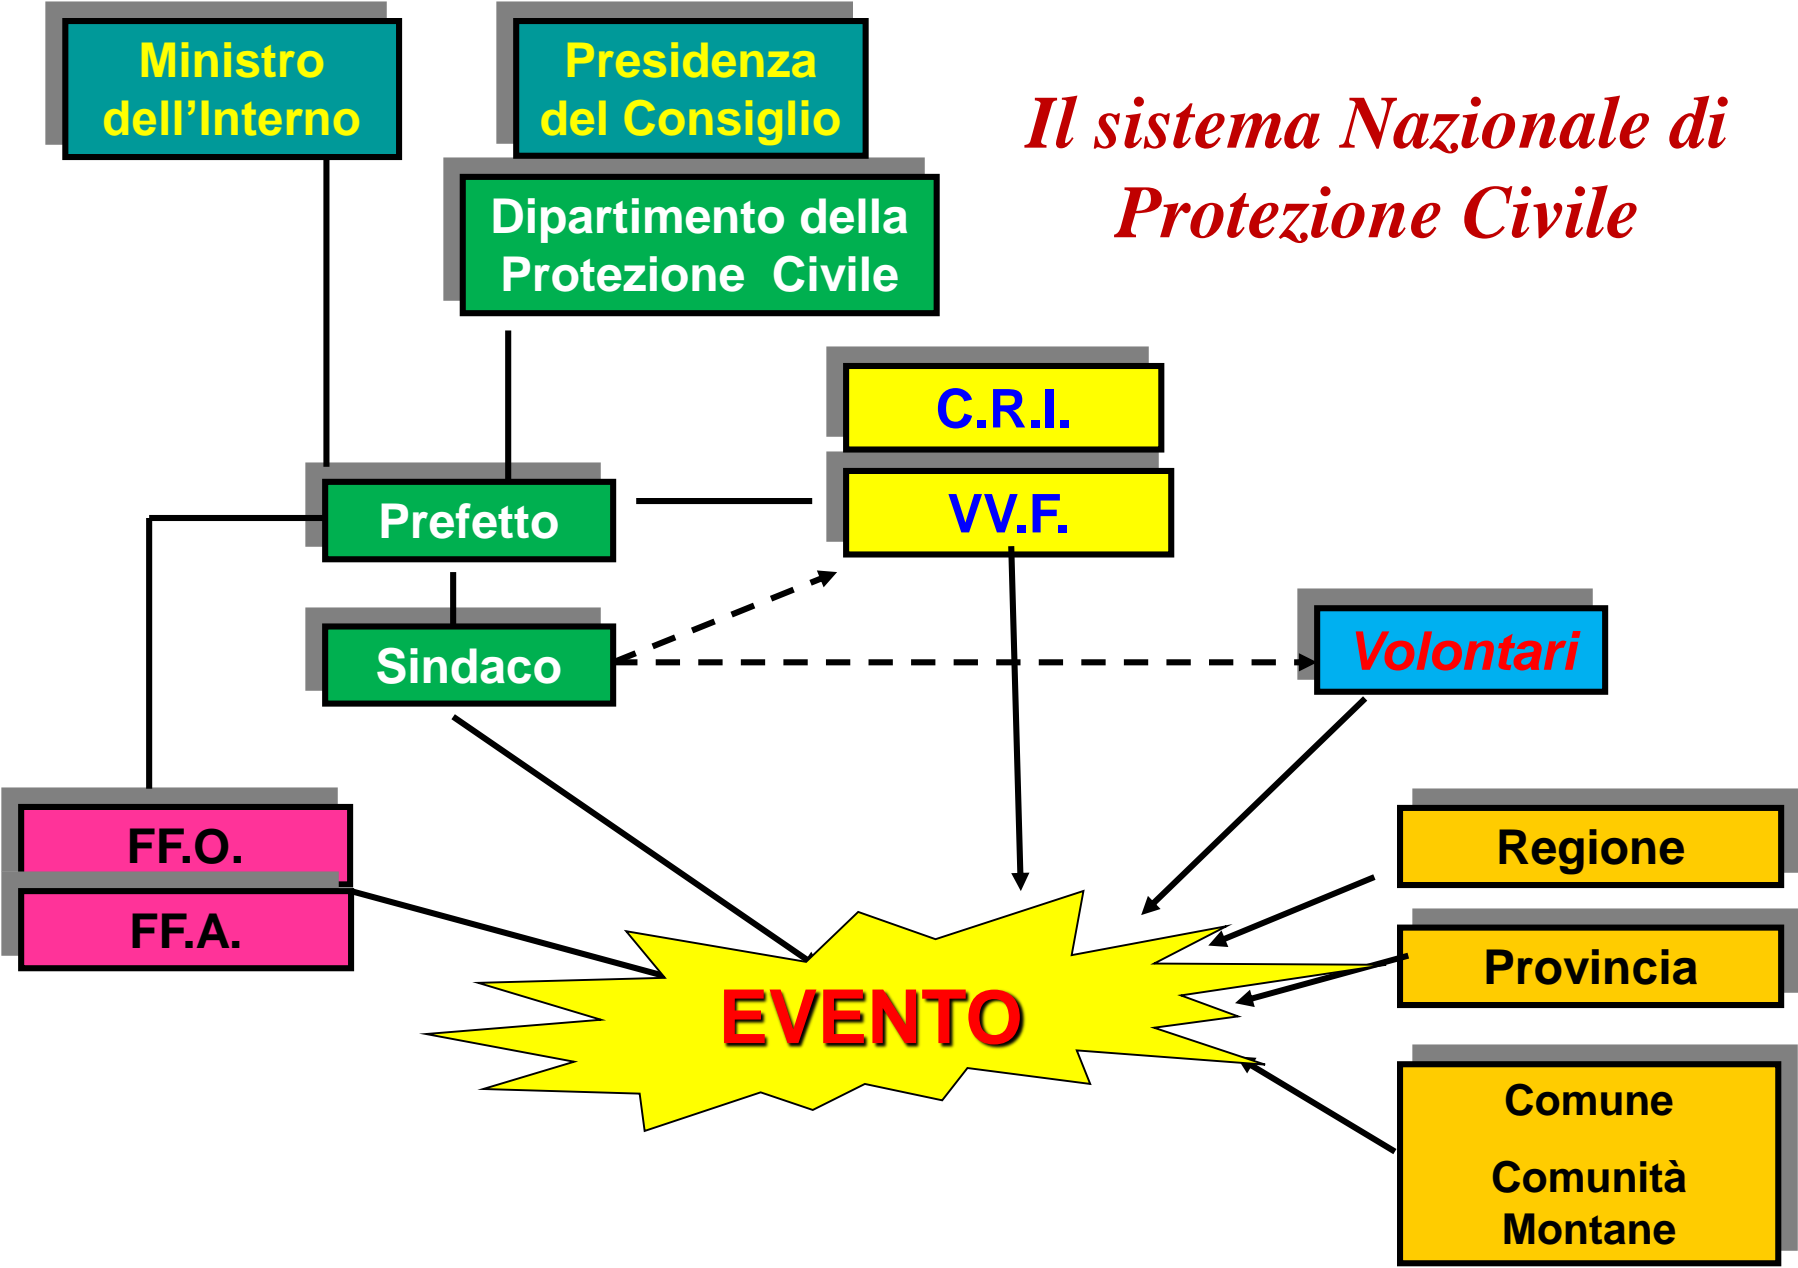 Ministro
dell’Interno
Presidenza
del Consiglio
Il sistema Nazionale di
Protezione Civile
Dipartimento della
Protezione Civile
C.R.I.
VV.F.
Prefetto
Sindaco
Volontari
FF.O.
FF.A.
Regione
Provincia
EVENTO
Comune
Comunità
Montane